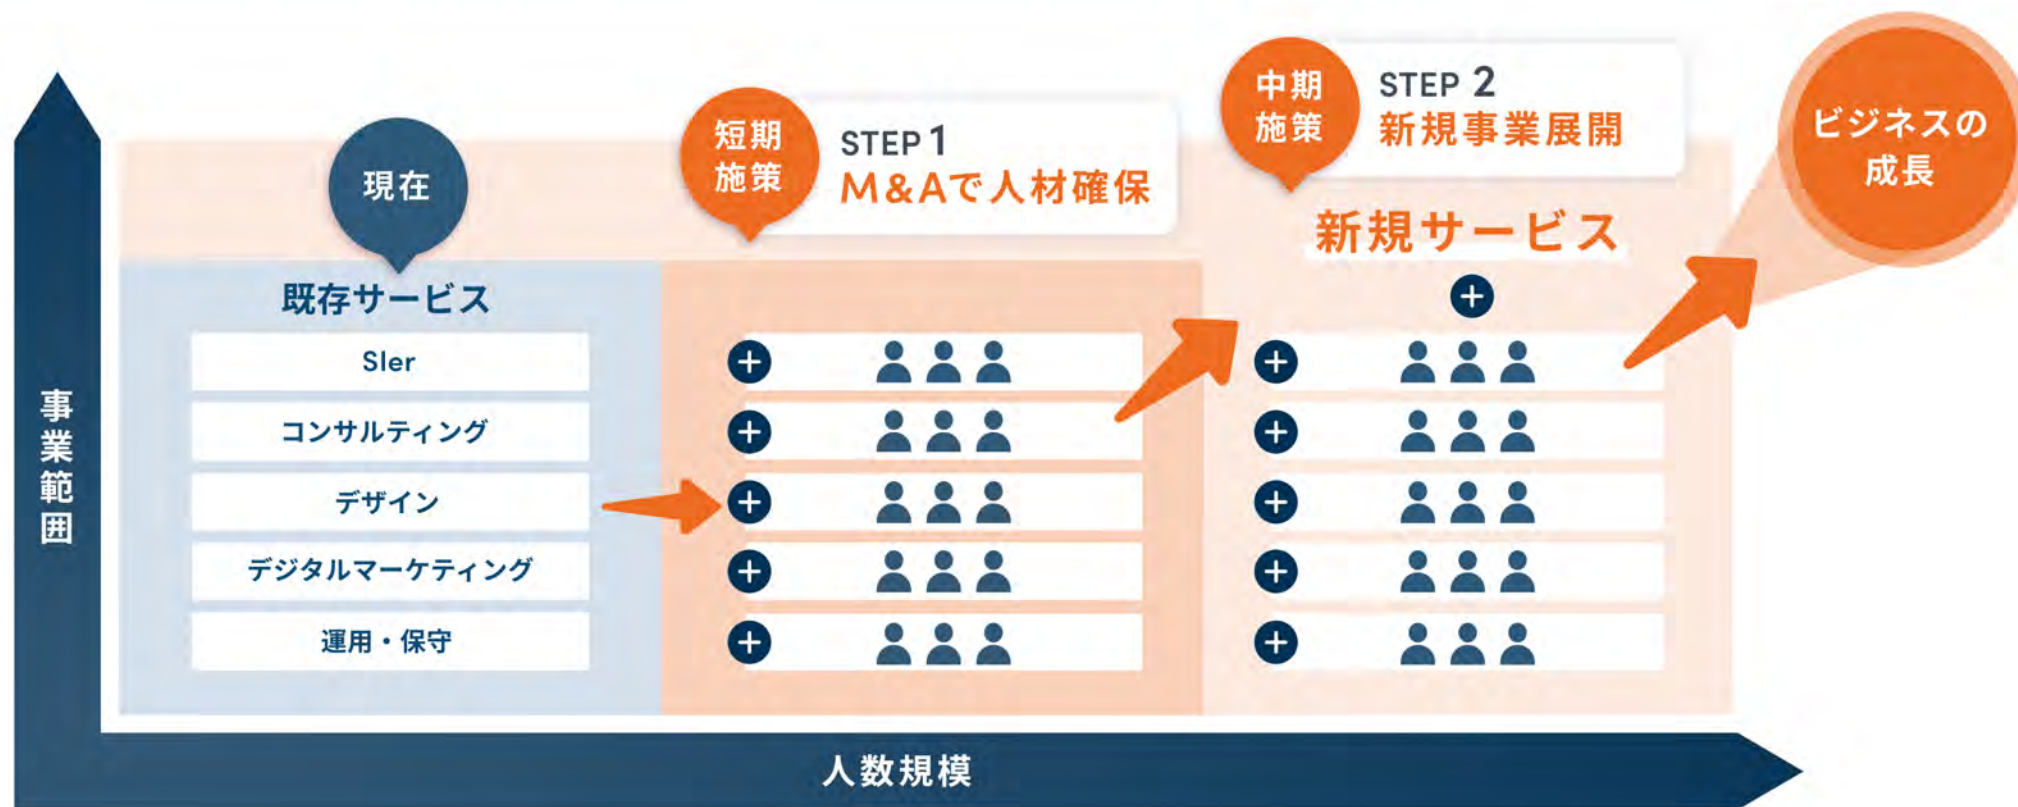 現在
既存サービス
SIer
コンサルティング
デザイン
デジタルマーケティング
運用・保守
短期
施策
STEP 1
M&Aで人材確保
中期
施策
STEP 2
新規事業展開
新規サービス
ビジネスの
成長
事業範囲
人数規模